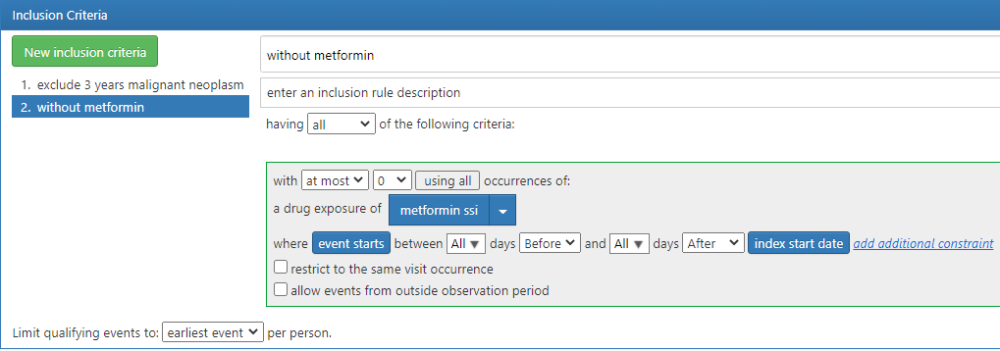 Inclusion Criteria
New inclusion criteria
1. exclude 3 years malignant neoplasm
2. without metformin
without metformin
enter an inclusion rule description
having all of the following criteria:
with at most 0 using all occurrences of:
a drug exposure of metformin ssi
where event starts between All ▼ days Before and All ▼ days After index start date add additional constraint
restrict to the same visit occurrence
allow events from outside observation period
Limit qualifying events to: earliest event per person.